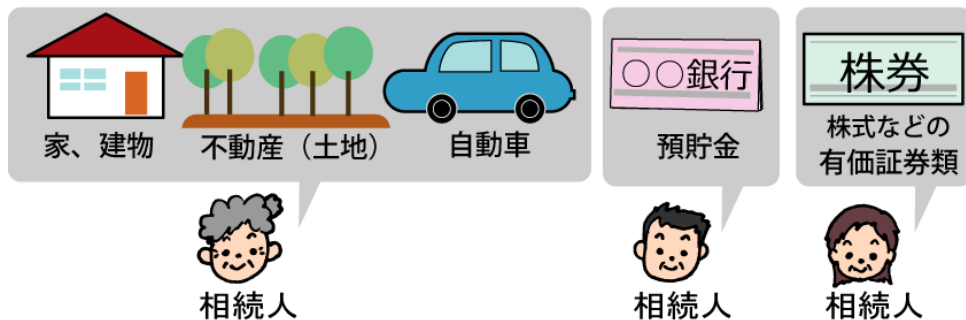 ○○銀行
株券
家、建物
不動産（土地）
自動車
預貯金
株式などの
有価証券類
相続人
相続人
相続人